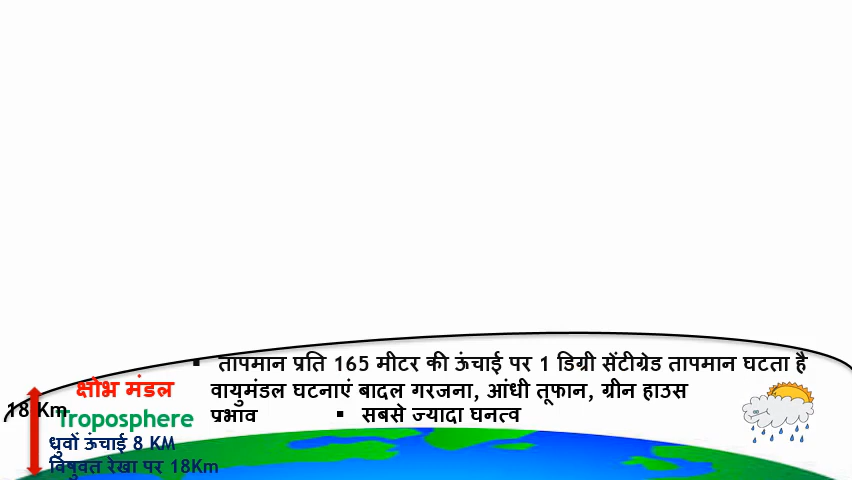 ▪ तापमान प्रति 165 मीटर की ऊंचाई पर 1 डिग्री सेंटीग्रेड तापमान घटता है
वायुमंडल घटनाएं बादल गरजना, आंधी तूफान, ग्रीन हाउस
प्रभाव ▪ सबसे ज्यादा घनत्व
क्षोभ मंडल
18 Km
Troposphere
ध्रुवों ऊंचाई 8 KM
विषुवत रेखा पर 18Km